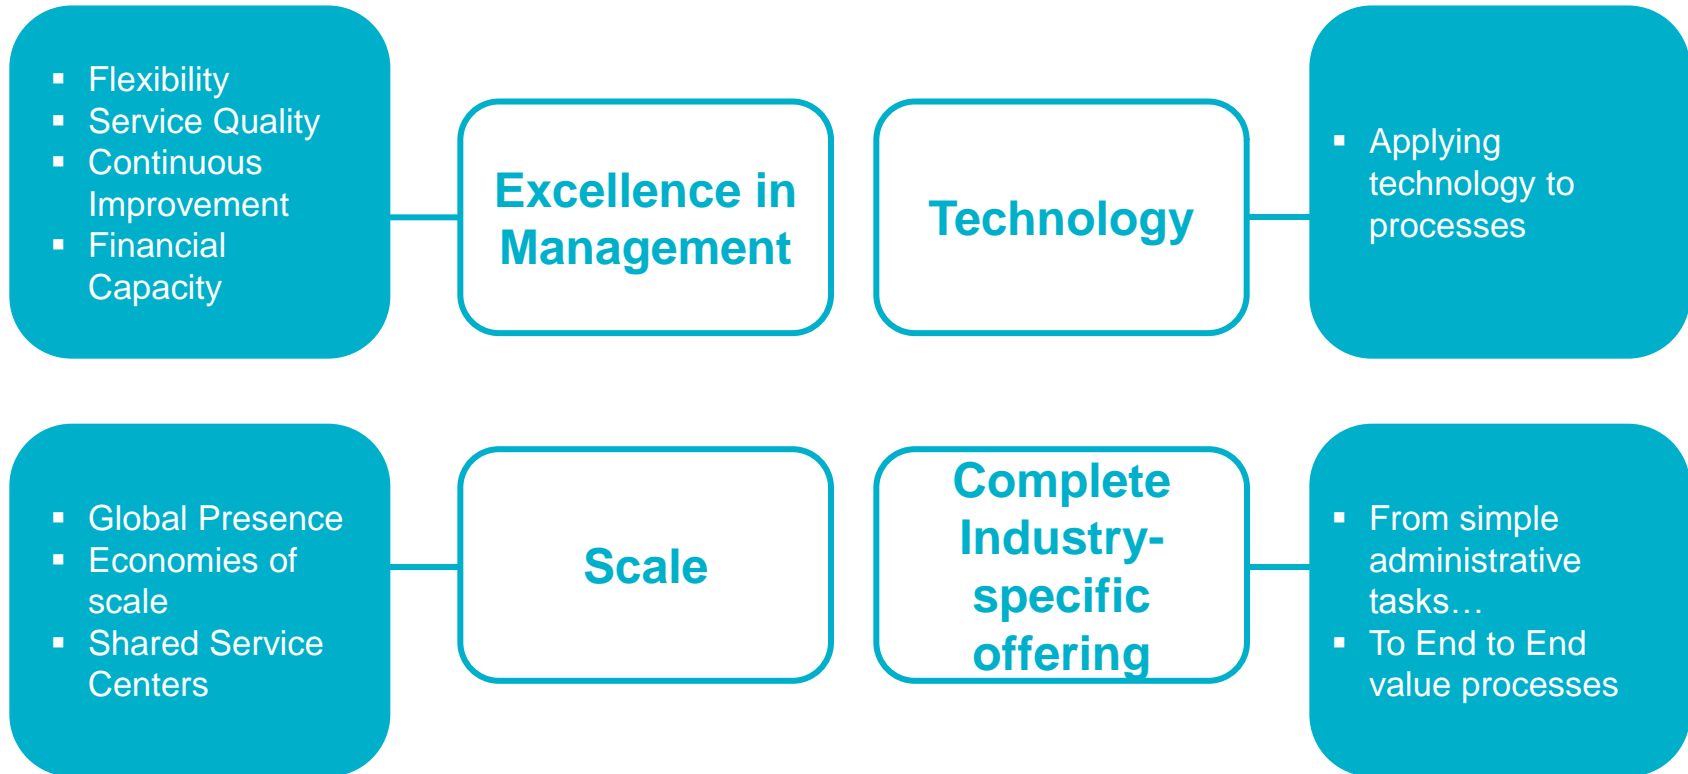 ▪ Flexibility
▪ Service Quality
▪ Continuous
Improvement
▪ Financial
Capacity
Excellence in
Management
Technology
▪ Applying
technology to
processes
▪ Global Presence
▪ Economies of
scale
▪ Shared Service
Centers
Scale
Complete
Industry-
specific
offering
▪ From simple
administrative
tasks…
▪ To End to End
value processes